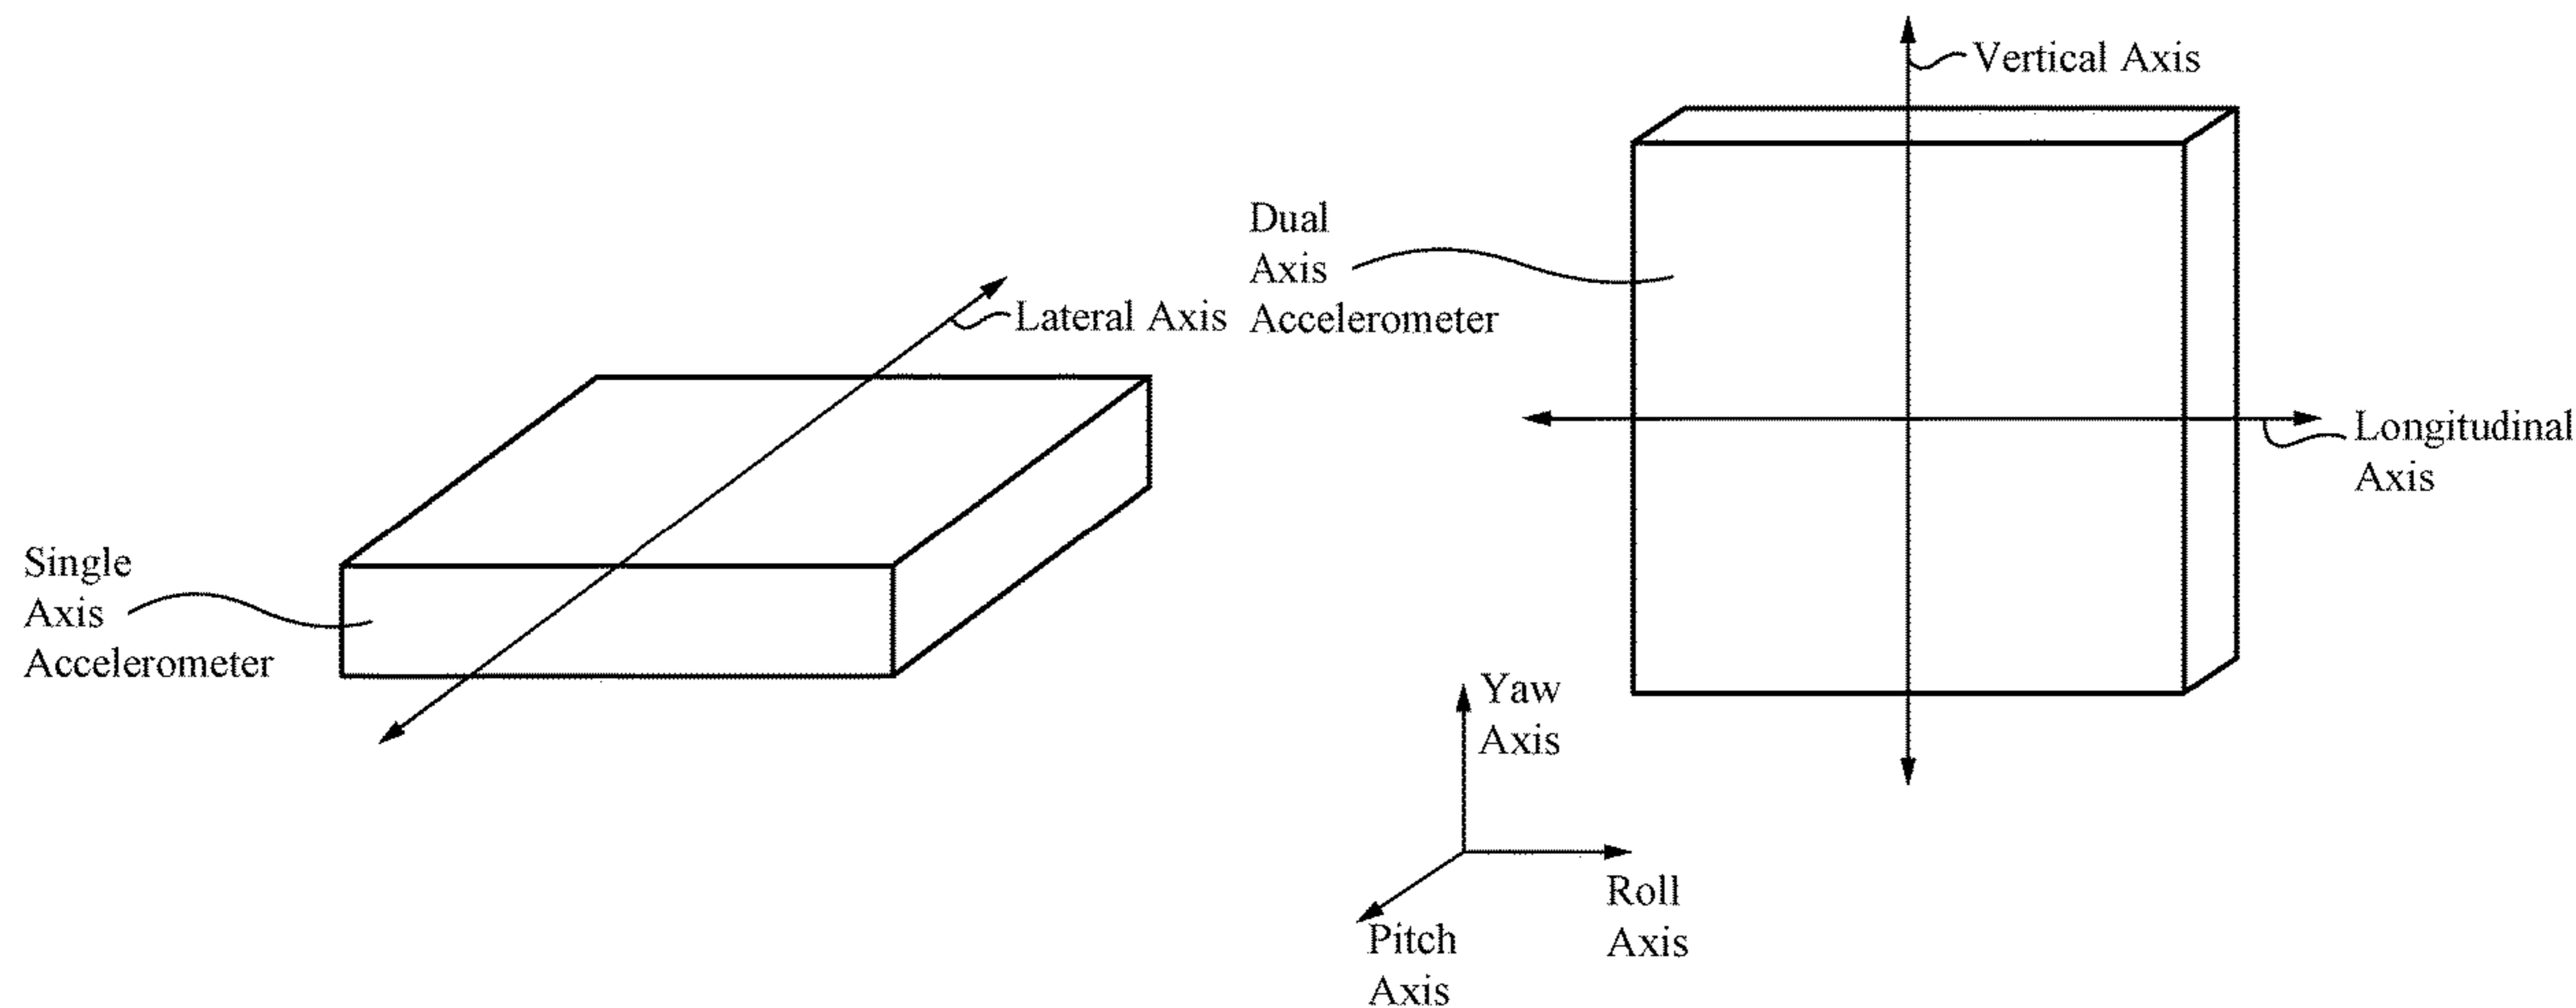 Vertical Axis
Dual
Axis
Accelerometer
Lateral Axis
Longitudinal
Axis
Single
Axis
Accelerometer
Yaw
Axis
Roll
Axis
Pitch
Axis